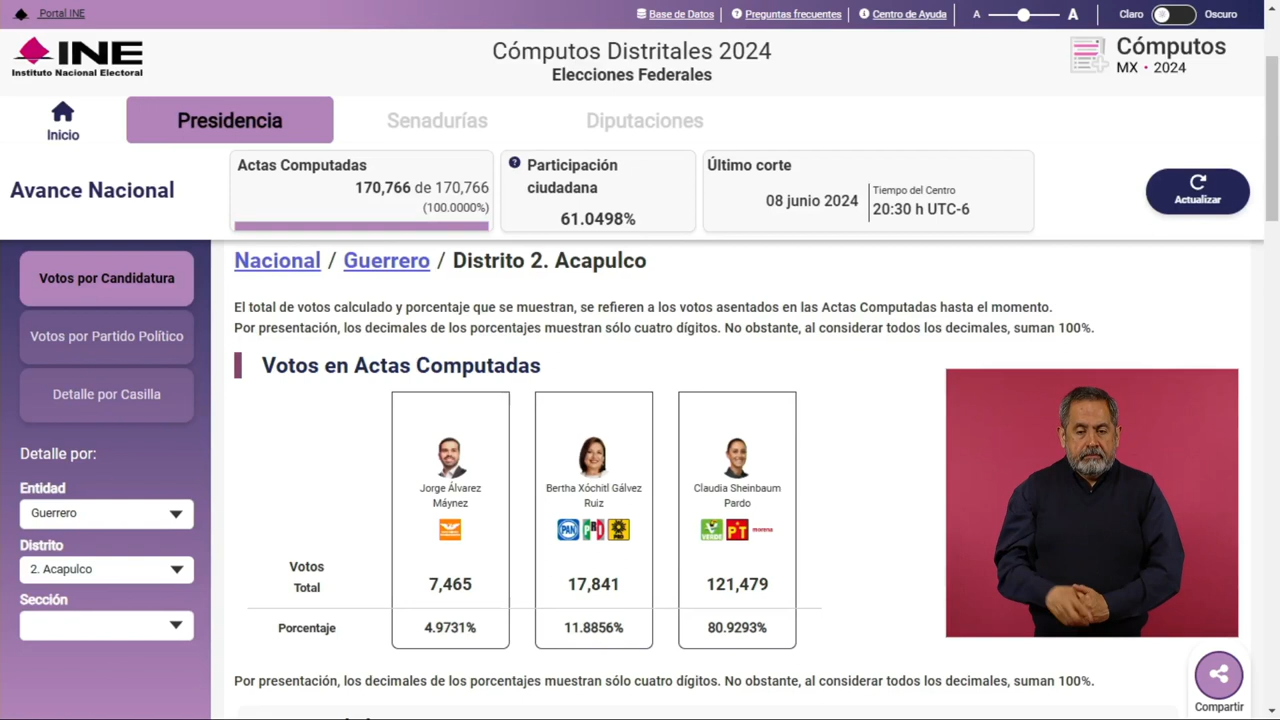 Portal INE
Base de Datos
Preguntas frecuentes
Centro de Ayuda
A
A
Claro
Oscuro
INE
Instituto Nacional Electoral
Cómputos Distritales 2024
Elecciones Federales
Cómputos
MX • 2024
Inicio
Presidencia
Senadurías
Diputaciones
Avance Nacional
Actas Computadas
170,766 de 170,766
(100.0000%)
? Participación
ciudadana
61.0498%
Último corte
08 junio 2024
Tiempo del Centro
20:30 h UTC-6
Actualizar
Votos por Candidatura
Votos por Partido Político
Detalle por Casilla
Detalle por:
Entidad
Guerrero
Distrito
2. Acapulco
Sección
Nacional / Guerrero / Distrito 2. Acapulco
El total de votos calculado y porcentaje que se muestran, se refieren a los votos asentados en las Actas Computadas hasta el momento.
Por presentación, los decimales de los porcentajes muestran sólo cuatro dígitos. No obstante, al considerar todos los decimales, suman 100%.
Votos en Actas Computadas
Jorge Álvarez
Máynez
Bertha Xóchitl Gálvez
Ruiz
PAN
PRD
Claudia Sheinbaum
Pardo
VERDE
PT
morena
Votos
Total
7,465
17,841
121,479
Porcentaje
4.9731%
11.8856%
80.9293%
Por presentación, los decimales de los porcentajes muestran sólo cuatro dígitos. No obstante, al considerar todos los decimales, suman 100%.
Compartir